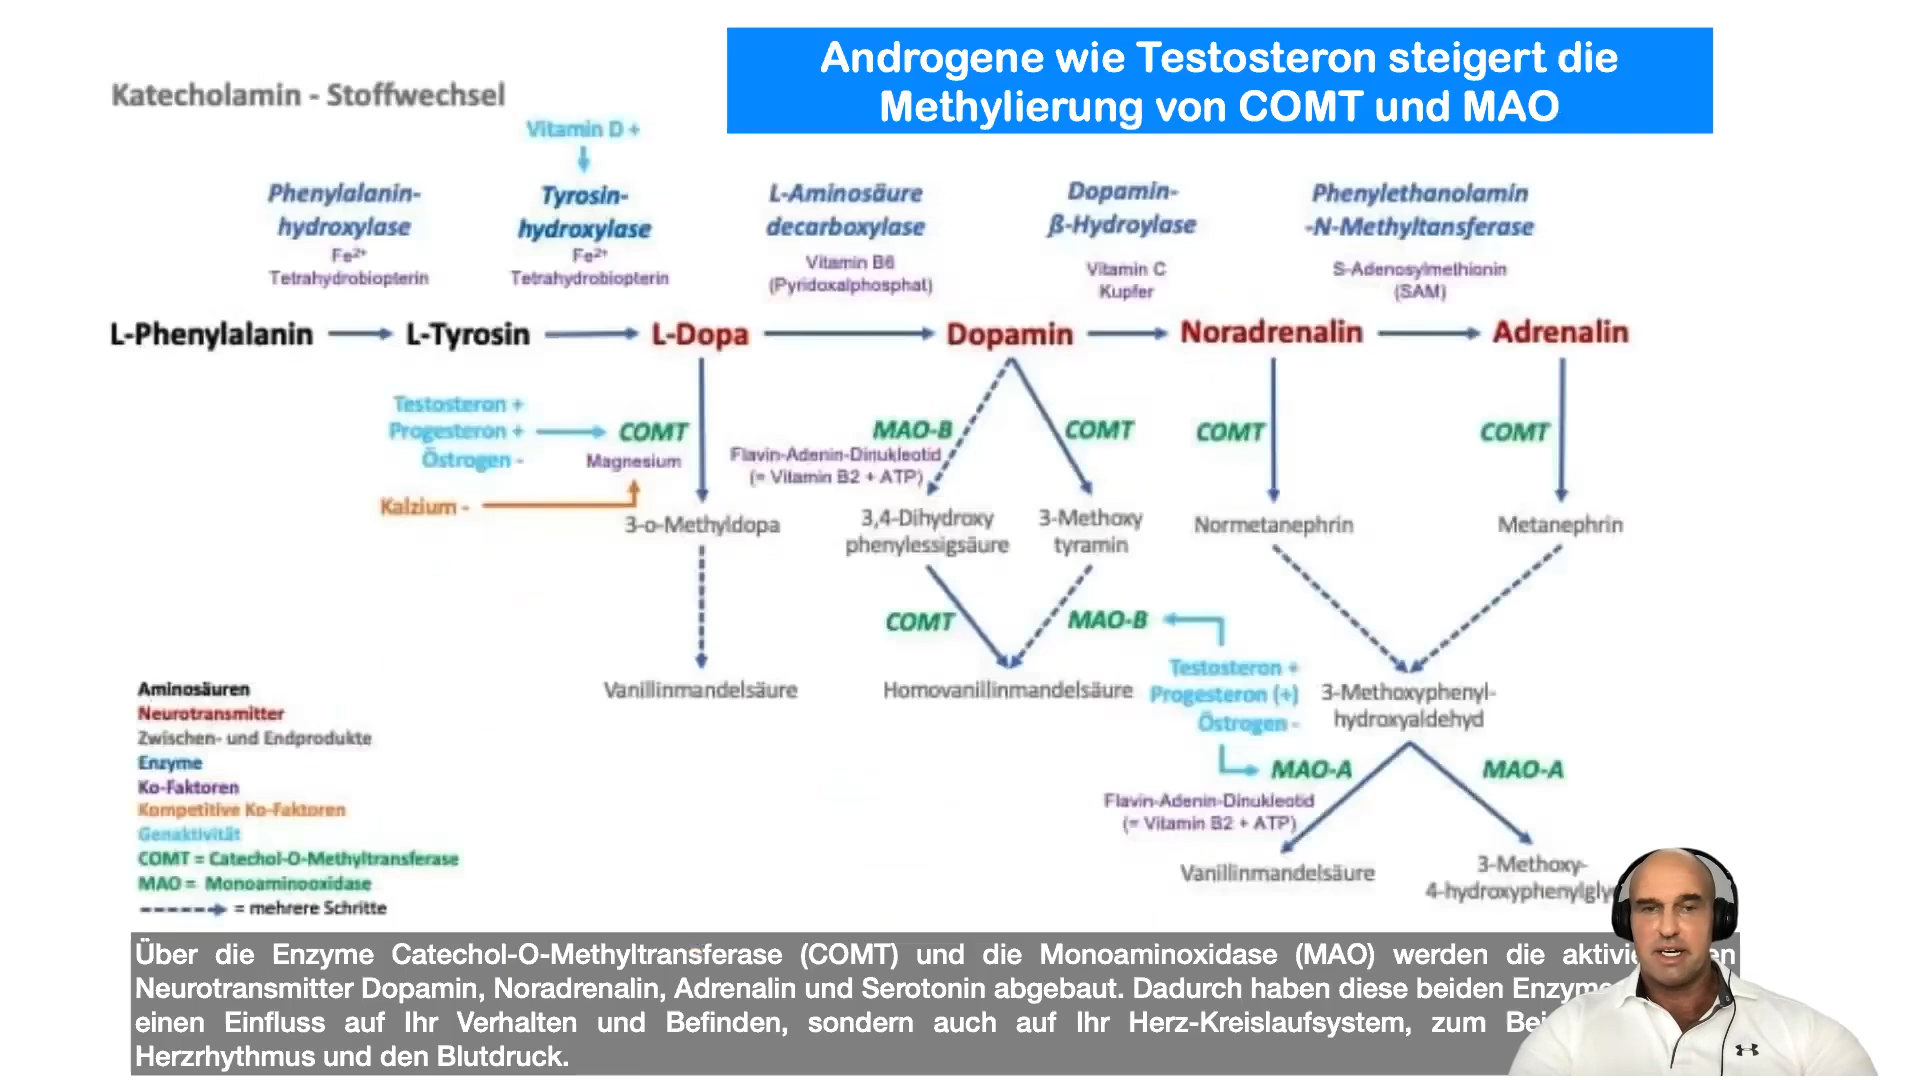 Androgene wie Testosteron steigert die
Methylierung von COMT und MAO
Katecholamin - Stoffwechsel
Vitamin D +
Phenylalanin-
hydroxylase
Fe²⁺
Tetrahydrobiopterin
Tyrosin-
hydroxylase
Fe²⁺
Tetrahydrobiopterin
L-Aminosäure
decarboxylase
Vitamin B6
(Pyridoxalphosphat)
Dopamin-
β-Hydroylase
Vitamin C
Kupfer
Phenylethanolamin
-N-Methyltansferase
S-Adenosylmethionin
(SAM)
L-Phenylalanin
L-Tyrosin
L-Dopa
Dopamin
Noradrenalin
Adrenalin
Testosteron +
Progesteron +
Östrogen -
COMT
Magnesium
Kalzium -
MAO-B
Flavin-Adenin-Dinukleotid
(= Vitamin B2 + ATP)
COMT
COMT
COMT
3-o-Methyldopa
3,4-Dihydroxy
phenylessigsäure
3-Methoxy
tyramin
Normetanephrin
Metanephrin
COMT
MAO-B
Testosteron +
Progesteron (+)
Östrogen -
Vanillinmandelsäure
Homovanillinmandelsäure
3-Methoxyphenyl-
hydroxyaldehyd
MAO-A
Flavin-Adenin-Dinukleotid
(= Vitamin B2 + ATP)
MAO-A
Vanillinmandelsäure
3-Methoxy-
4-hydroxyphenylgly
Aminosäuren
Neurotransmitter
Zwischen- und Endprodukte
Enzyme
Ko-Faktoren
Kompetitive Ko-Faktoren
Genaktivität
COMT = Catechol-O-Methyltransferase
MAO = Monoaminooxidase
= mehrere Schritte
Über die Enzyme Catechol-O-Methyltransferase (COMT) und die Monoaminoxidase (MAO) werden die
Neurotransmitter Dopamin, Noradrenalin, Adrenalin und Serotonin abgebaut. Dadurch haben diese beiden
einen Einfluss auf Ihr Verhalten und Befinden, sondern auch auf Ihr Herz-Kreislaufsystem, zum
Herzrhythmus und den Blutdruck.